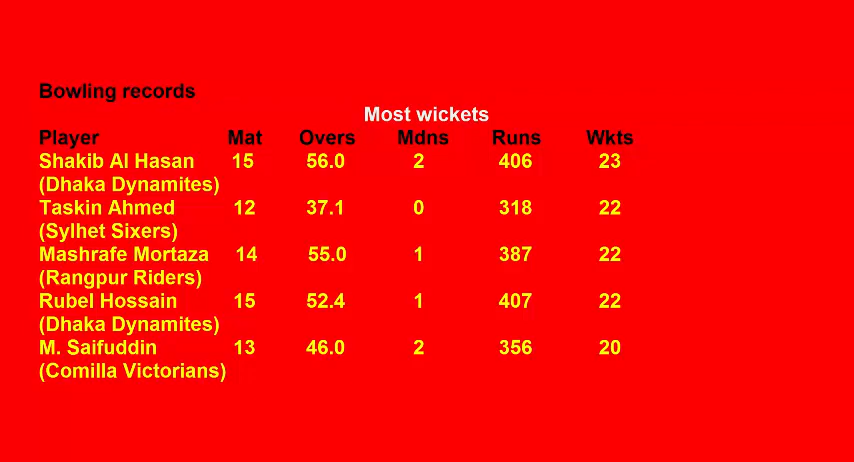 Bowling records
Most wickets
Player Mat Overs Mdns Runs Wkts
Shakib Al Hasan 15 56.0 2 406 23
(Dhaka Dynamites)
Taskin Ahmed 12 37.1 0 318 22
(Sylhet Sixers)
Mashrafe Mortaza 14 55.0 1 387 22
(Rangpur Riders)
Rubel Hossain 15 52.4 1 407 22
(Dhaka Dynamites)
M. Saifuddin 13 46.0 2 356 20
(Comilla Victorians)